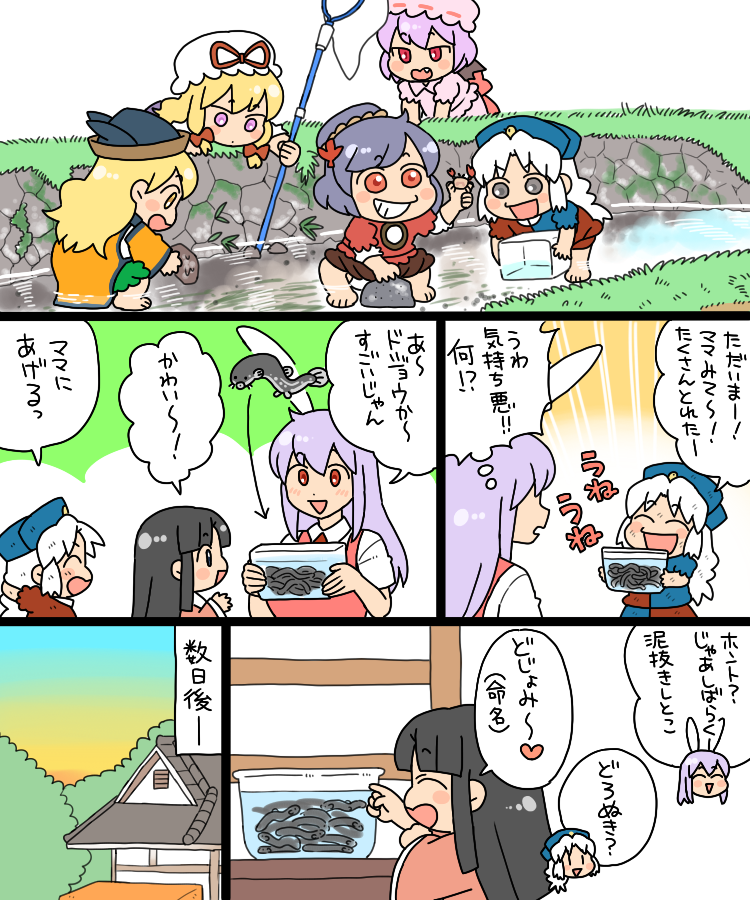 ただいまー！
ママみて〜！
たくさんとれたー
うわ
気持ち悪!!
何!?
うね
うね
あ〜
ドジョウか〜
すごいじゃん
かわい〜！
ママに
あげるっ
ホント？
じゃあしばらく
泥抜きしとこ
どろぬき？
どじょみ〜♥
（命名）
数日後ー